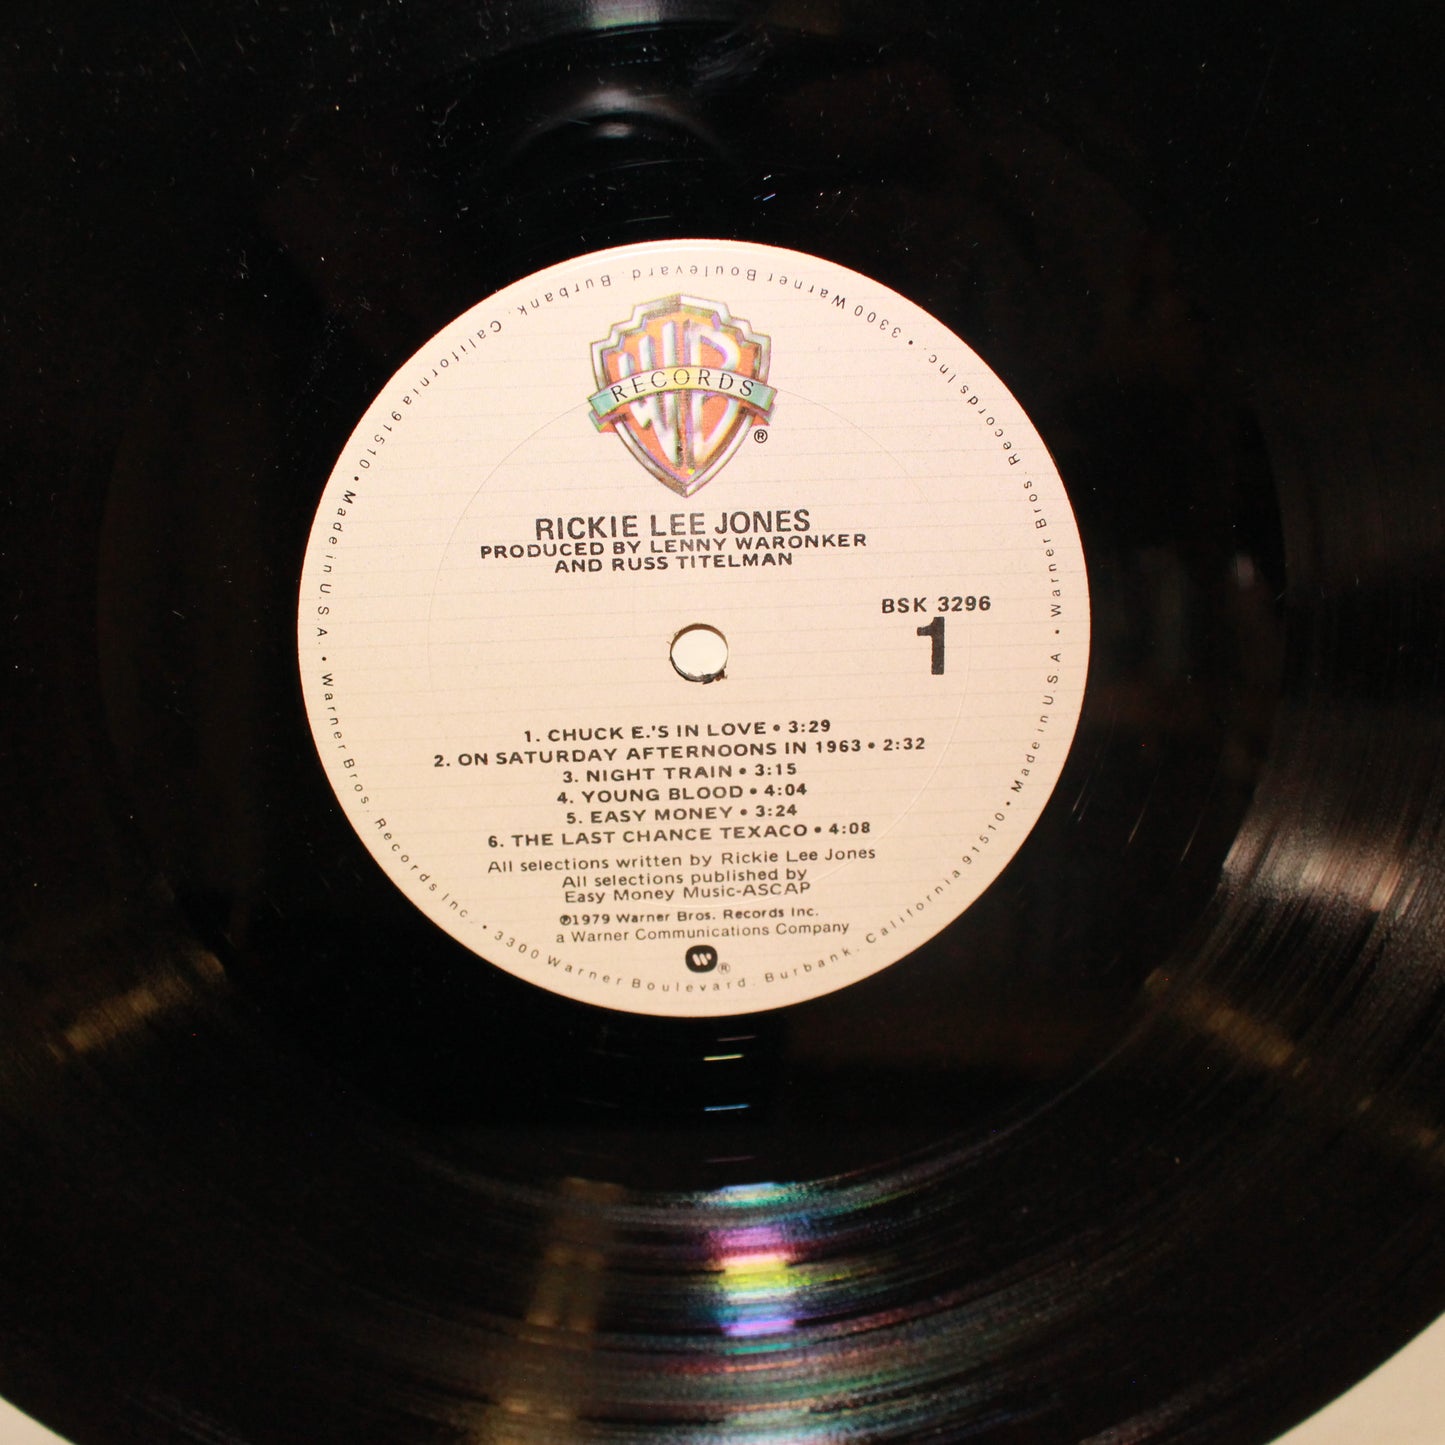 WB
RECORDS
®
RICKIE LEE JONES
PRODUCED BY LENNY WARONKER
AND RUSS TITELMAN
BSK 3296
1
1. CHUCK E.'S IN LOVE • 3:29
2. ON SATURDAY AFTERNOONS IN 1963 • 2:32
3. NIGHT TRAIN • 3:15
4. YOUNG BLOOD • 4:04
5. EASY MONEY • 3:24
6. THE LAST CHANCE TEXACO • 4:08
All selections written by Rickie Lee Jones
All selections published by
Easy Money Music-ASCAP
℗1979 Warner Bros. Records Inc.
a Warner Communications Company
W®
Warner Bros. Records Inc. • 3300 Warner Boulevard. Burbank. California 91510 • Made in U.S.A. • Warner Bros. Records Inc. • 3300 Warner Boulevard. Burbank. California 91510 • Made in U.S.A. •